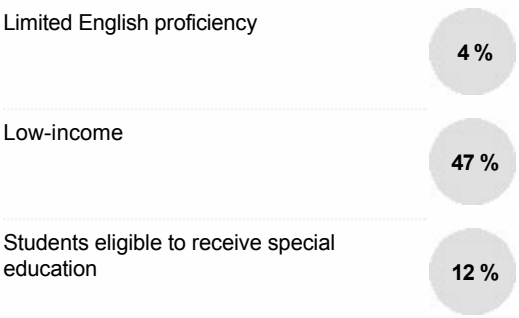 Limited English proficiency
4 %
Low-income
47 %
Students eligible to receive special
education
12 %